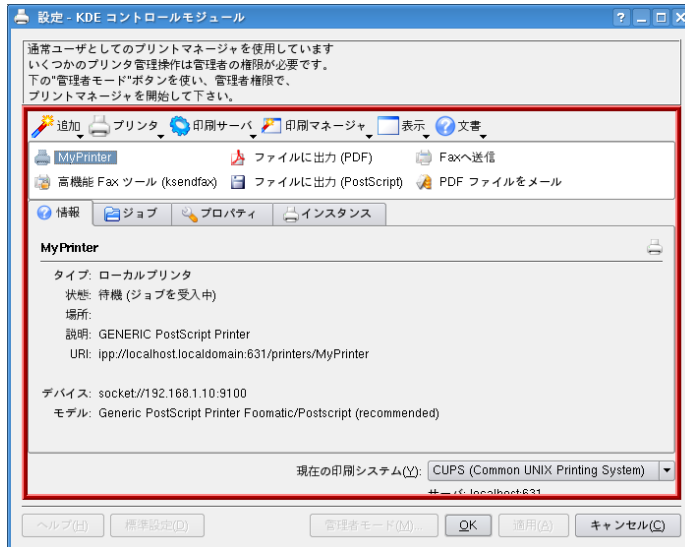 設定 - KDE コントロールモジュール
通常ユーザとしてのプリントマネージャを使用しています
いくつかのプリンタ管理操作は管理者の権限が必要です。
下の"管理者モード"ボタンを使い、管理者権限で、
プリントマネージャを開始して下さい。
追加 プリンタ 印刷サーバ 印刷マネージャ 表示 文書
MyPrinter ファイルに出力 (PDF) Faxへ送信
高機能 Fax ツール (ksendfax) ファイルに出力 (PostScript) PDF ファイルをメール
情報 ジョブ プロパティ インスタンス
MyPrinter
タイプ: ローカルプリンタ
状態: 待機 (ジョブを受入中)
場所:
説明: GENERIC PostScript Printer
URI: ipp://localhost.localdomain:631/printers/MyPrinter
デバイス: socket://192.168.1.10:9100
モデル: Generic PostScript Printer Foomatic/Postscript (recommended)
現在の印刷システム(Y): CUPS (Common UNIX Printing System)
サーバ: localhost:631
ヘルプ(H) 標準設定(D) 管理者モード(M)... OK 適用(A) キャンセル(C)